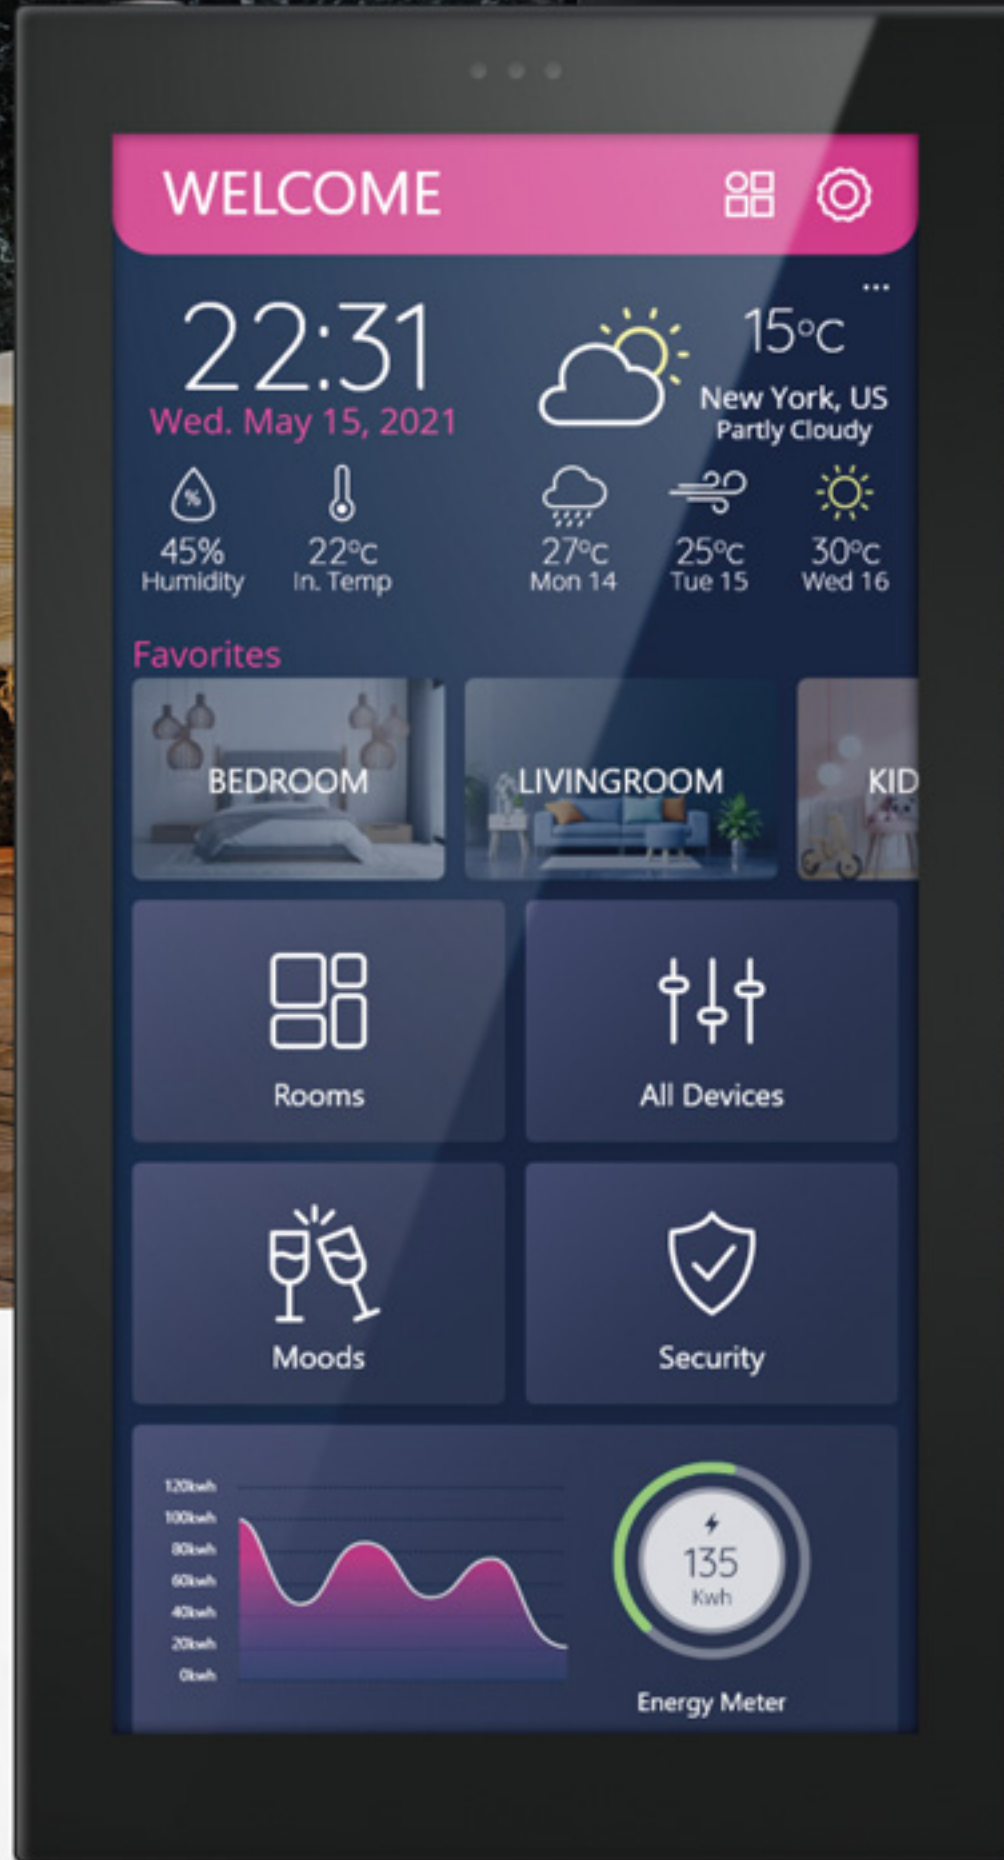 WELCOME
22:31
Wed. May 15, 2021
15°C
New York, US
Partly Cloudy
%
45%
Humidity
22°C
In. Temp
27°C
Mon 14
25°C
Tue 15
30°C
Wed 16
Favorites
BEDROOM
LIVINGROOM
KID
Rooms
All Devices
Moods
Security
120kwh
100kwh
80kwh
60kwh
40kwh
20kwh
0kwh
135
Kwh
Energy Meter